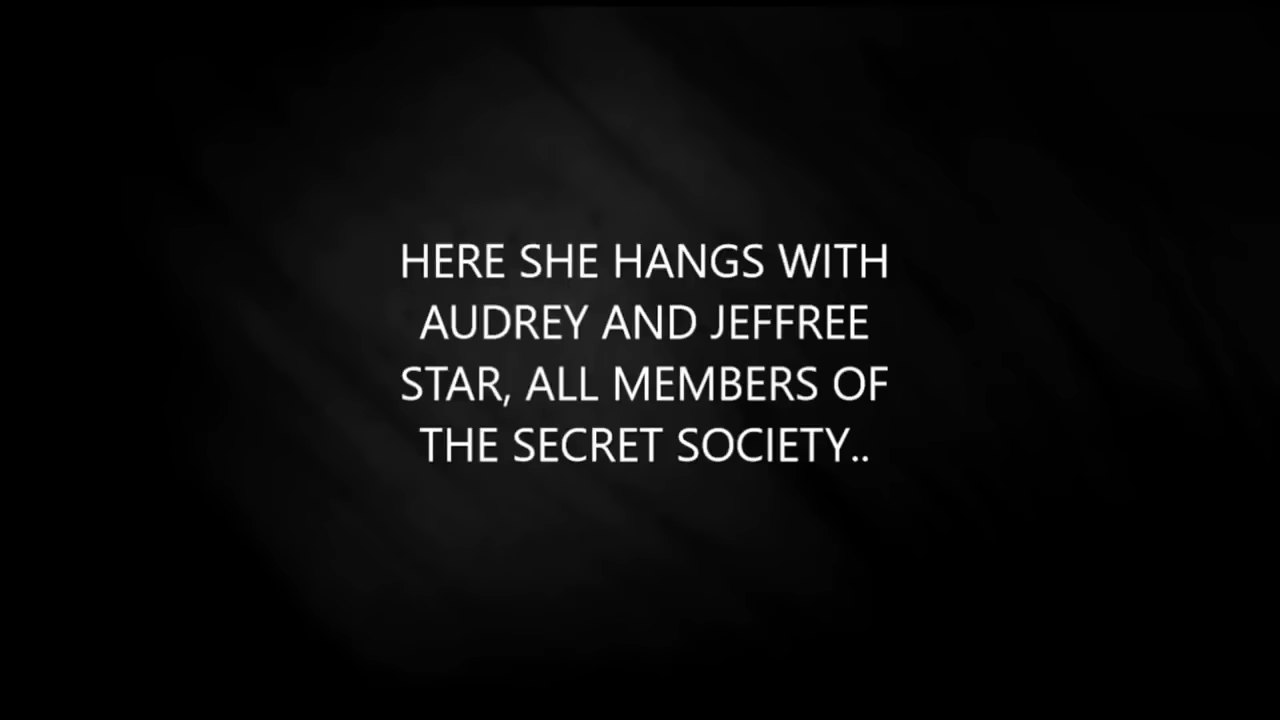 HERE SHE HANGS WITH
AUDREY AND JEFFREE
STAR, ALL MEMBERS OF
THE SECRET SOCIETY..